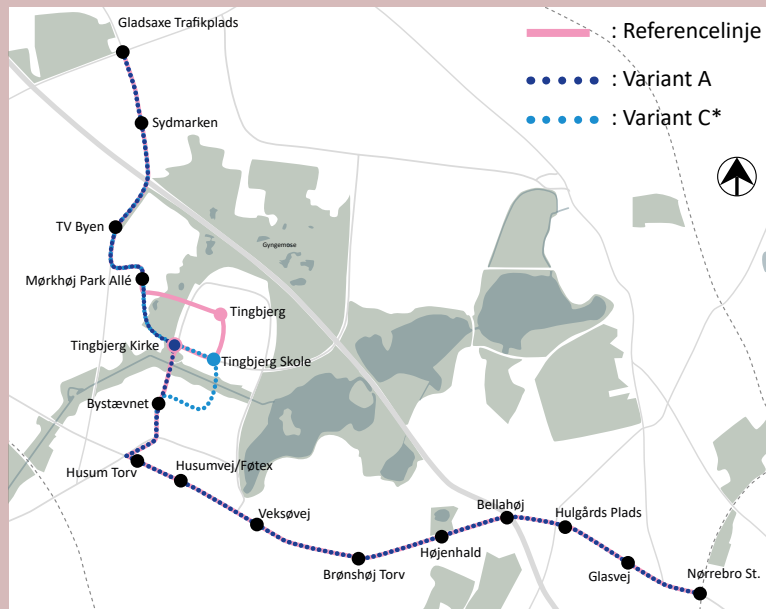 Gladsaxe Trafikplads
: Referencelinje
: Variant A
: Variant C*
Sydmarken
TV Byen
Gyngemose
Mørkhøj Park Allé
Tingbjerg
Tingbjerg Kirke
Tingbjerg Skole
Bystævnet
Husum Torv
Husumvej/Føtex
Veksøvej
Brønshøj Torv
Højenhald
Bellahøj
Hulgårds Plads
Glasvej
Nørrebro St.